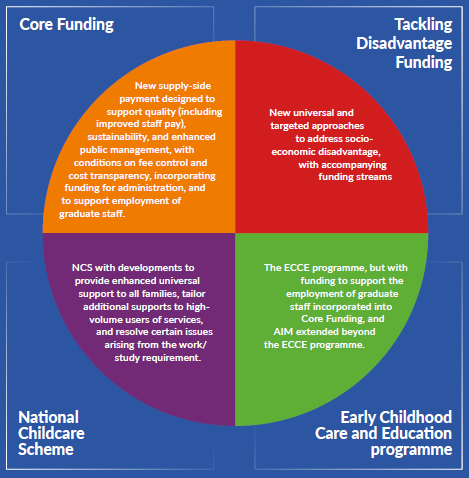 Core Funding
New supply-side
payment designed to
support quality (including
improved staff pay),
sustainability, and enhanced
public management, with
conditions on fee control and
cost transparency, incorporating
funding for administration, and
to support employment of
graduate staff.
Tackling
Disadvantage
Funding
New universal and
targeted approaches
to address socio-
economic disadvantage,
with accompanying
funding streams
NCS with developments to
provide enhanced universal
support to all families, tailor
additional supports to high-
volume users of services,
and resolve certain issues
arising from the work/
study requirement.
National
Childcare
Scheme
The ECCE programme, but with
funding to support the
employment of graduate
staff incorporated into
Core Funding, and
AIM extended beyond
the ECCE programme.
Early Childhood
Care and Education
programme